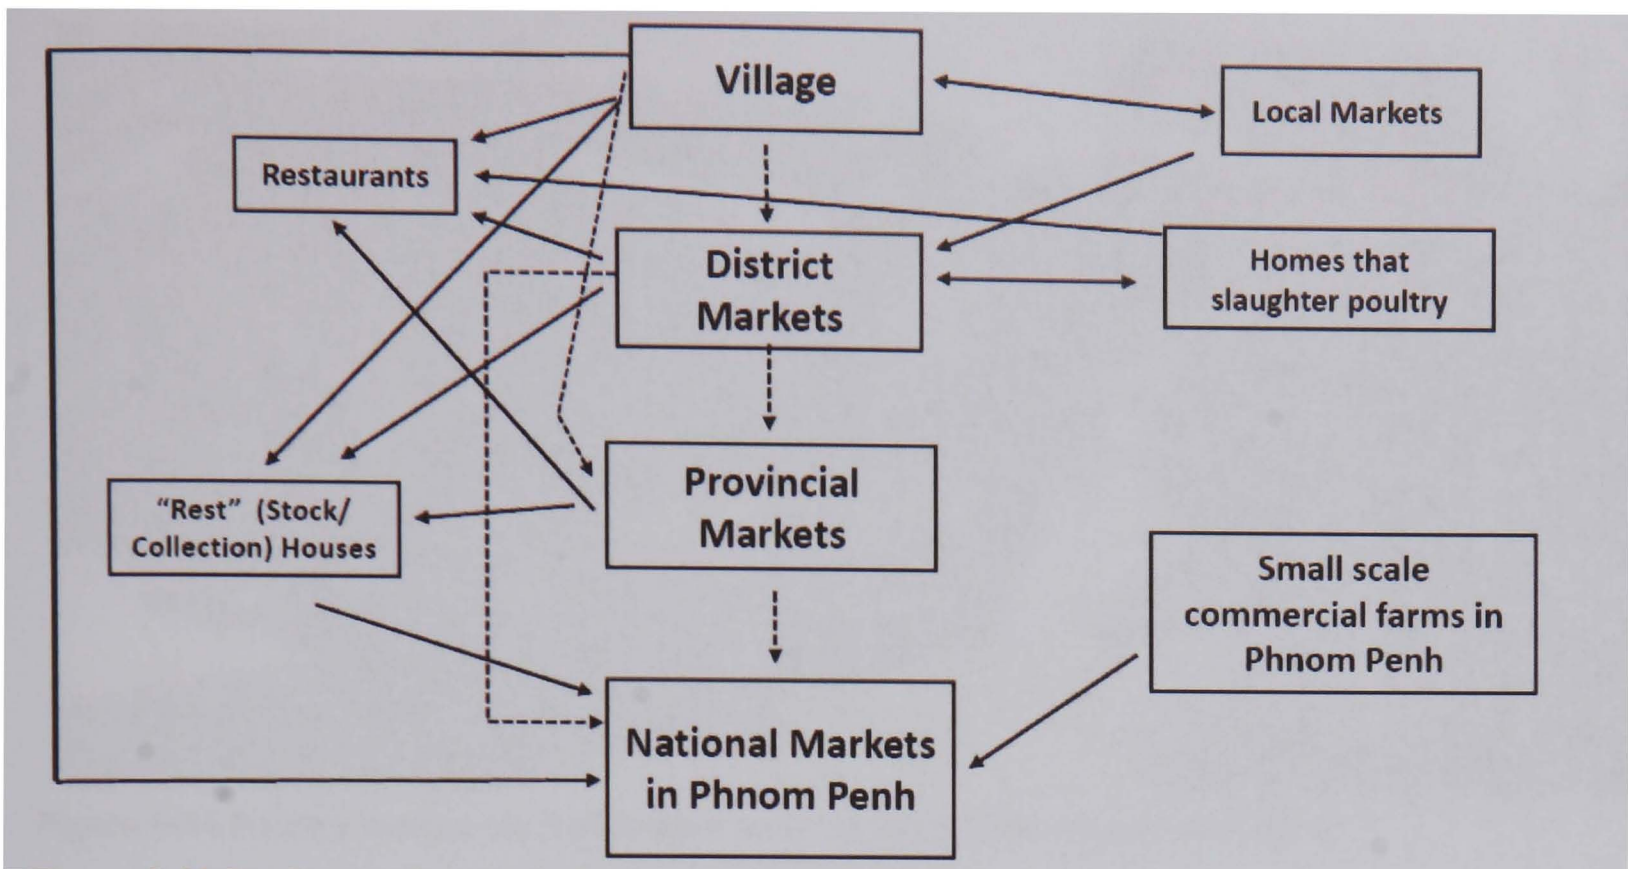 Village
Local Markets
Restaurants
District
Markets
Homes that
slaughter poultry
Provincial
Markets
“Rest” (Stock/
Collection) Houses
Small scale
commercial farms in
Phnom Penh
National Markets
in Phnom Penh